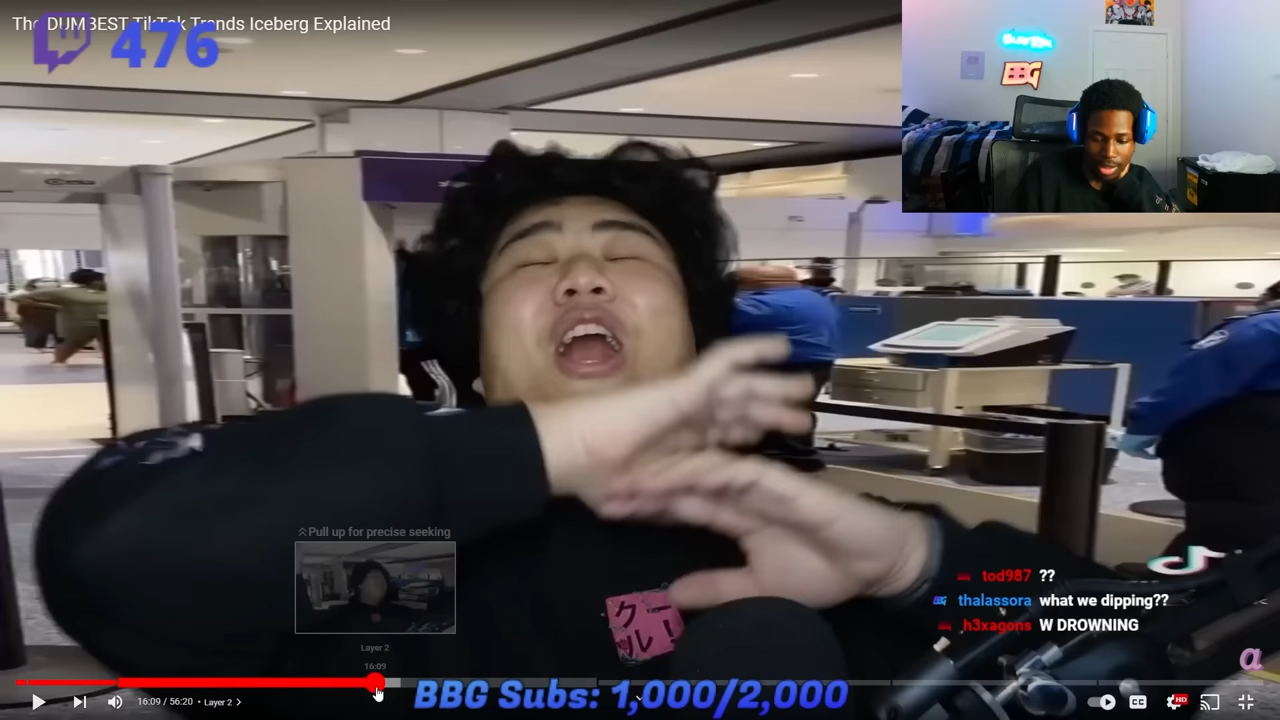 The DUMBEST TikTok Trends Iceberg Explained
476
BBG
Pull up for precise seeking
クー
ル!
tod987 ??
thalassora what we dipping??
h3xagons W DROWNING
Layer 2
16:09
BBG Subs: 1,000/2,000
16:09 / 56:20 • Layer 2
CC
HD
α